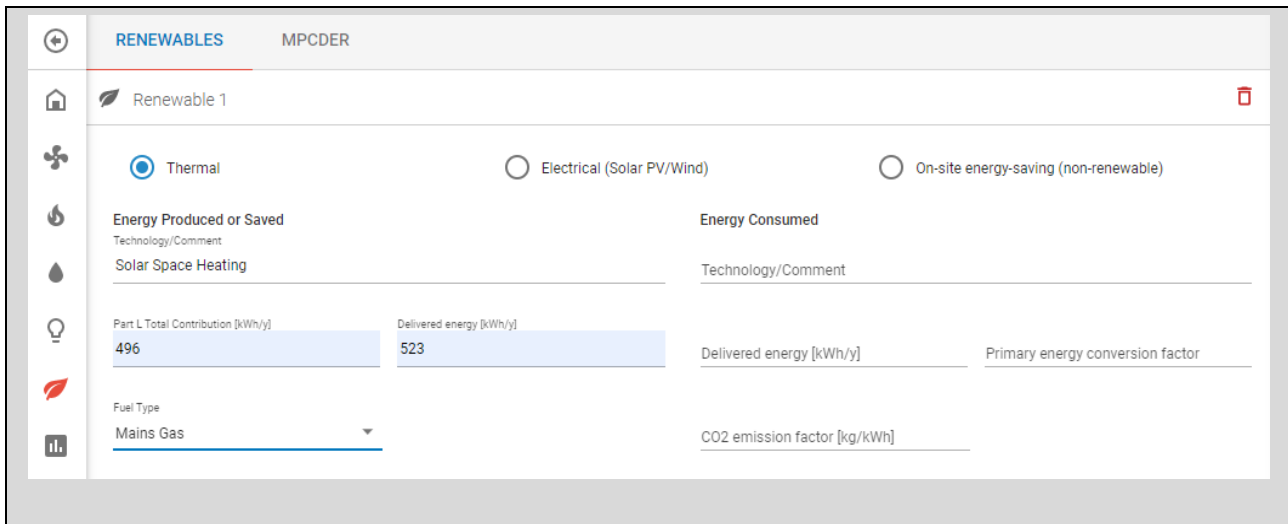 RENEWABLES MPCDER
Renewable 1
Thermal Electrical (Solar PV/Wind) On-site energy-saving (non-renewable)
Energy Produced or Saved Energy Consumed
Technology/Comment
Solar Space Heating Technology/Comment
Part L Total Contribution [kWh/y] Delivered energy [kWh/y]
496 523 Delivered energy [kWh/y] Primary energy conversion factor
Fuel Type
Mains Gas CO2 emission factor [kg/kWh]